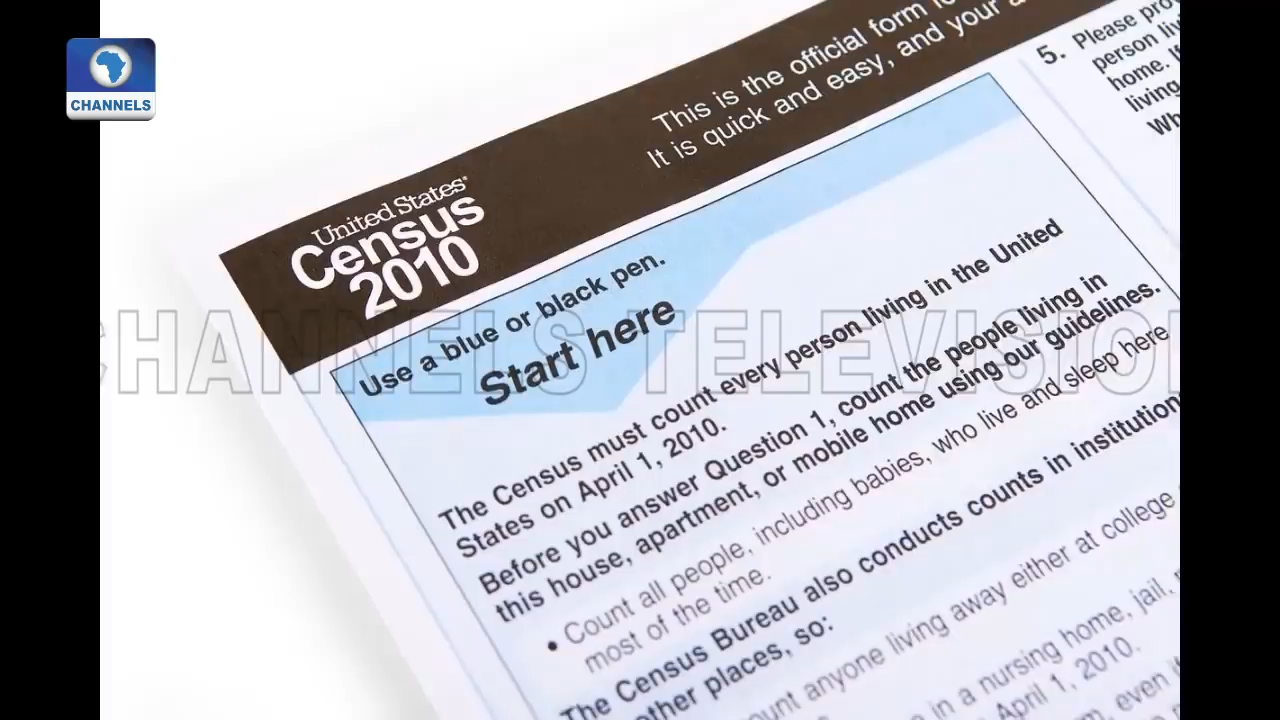 CHANNELS
United States®
Census
2010
This is the official form
It is quick and easy, and your
Use a blue or black pen.
Start here
The Census must count every person living in the United
States on April 1, 2010.
Before you answer Question 1, count the people living in
this house, apartment, or mobile home using our guidelines.
• Count all people, including babies, who live and sleep here
most of the time.
The Census Bureau also conducts counts in institution
other places, so:
anyone living away either at college
in a nursing home, jail,
April 1, 2010.
even
5. Please
person
home.
living
CHANNELS TELEVISION